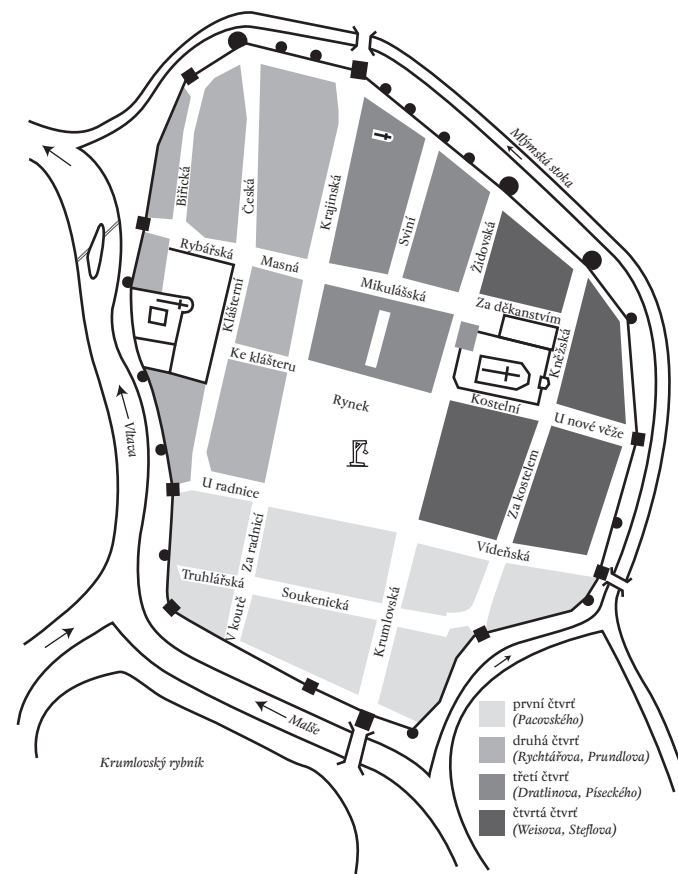 Mlýmská stoka
Biřická
Česká
Krajinská
Sviní
Židovská
Rybářská
Masná
Mikulášská
Za děkanstvím
Klášterní
Kněžská
Ke klášteru
Rynek
Kostelní
U nové věže
Vltava
U radnice
Za radnicí
Za kostelem
Vídeňská
Truhlářská
Soukenická
V koutě
Krumlovská
Malše
Krumlovský rybník
první čtvrť
(Pacovského)
druhá čtvrť
(Rychtářova, Prundlova)
třetí čtvrť
(Dratlinova, Píseckého)
čtvrtá čtvrť
(Weisova, Steflova)